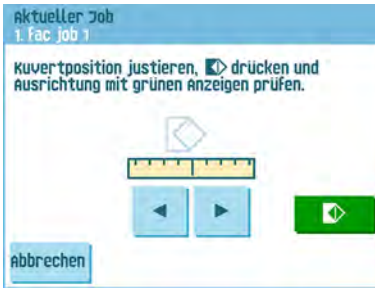 Aktueller Job
1. Fac job 1
Kuvertposition justieren, drücken und
Ausrichtung mit grünen Anzeigen prüfen.
Abbrechen